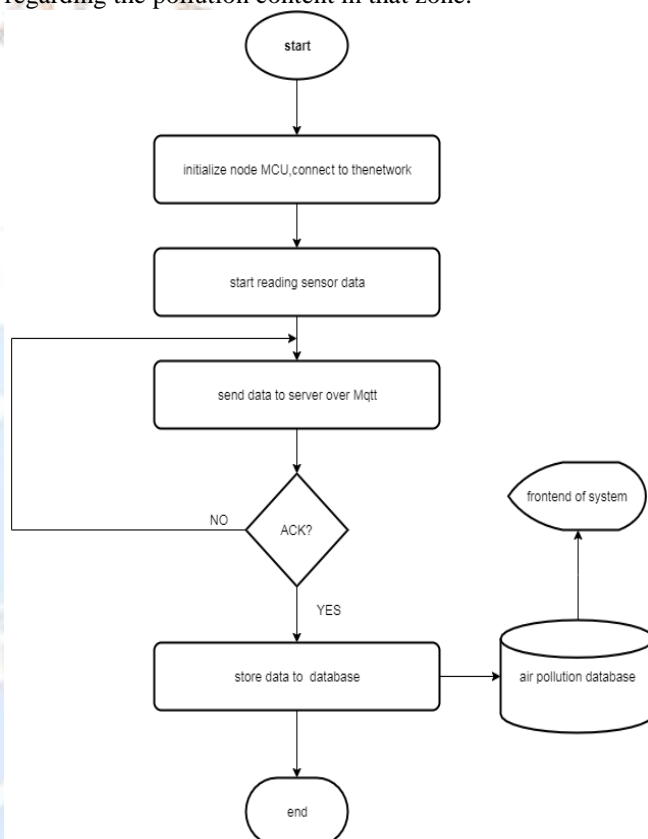 regarding the pollution content in that zone.
start
initialize node MCU,connect to thenetwork
start reading sensor data
send data to server over Mqtt
frontend of system
NO
ACK?
YES
store data to database
air pollution database
end